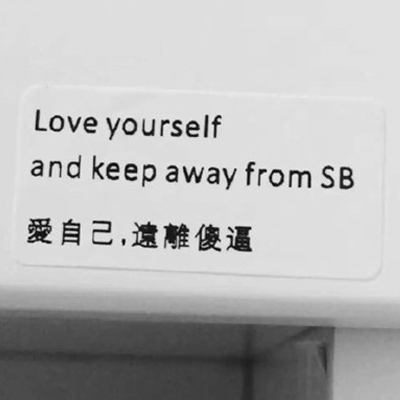 Love yourself
and keep away from SB
愛自己,遠離傻逼